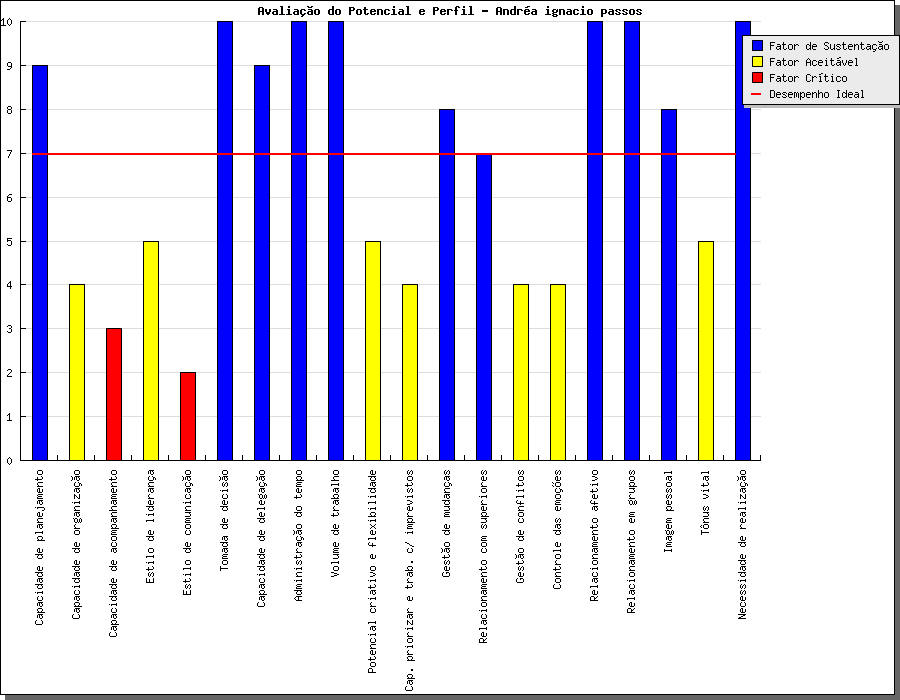 Avaliação do Potencial e Perfil - Andréa ignacio passos
10
9
8
7
6
5
4
3
2
1
0
Fator de Sustentação
Fator Aceitável
Fator Crítico
Desempenho Ideal
Capacidade de planejamento
Capacidade de organização
Capacidade de acompanhamento
Estilo de liderança
Estilo de comunicação
Tomada de decisão
Capacidade de delegação
Administração do tempo
Volume de trabalho
Potencial criativo e flexibilidade
Cap. priorizar e trab. c/ imprevistos
Gestão de mudanças
Relacionamento com superiores
Gestão de conflitos
Controle das emoções
Relacionamento afetivo
Relacionamento em grupos
Imagem pessoal
Tônus vital
Necessidade de realização